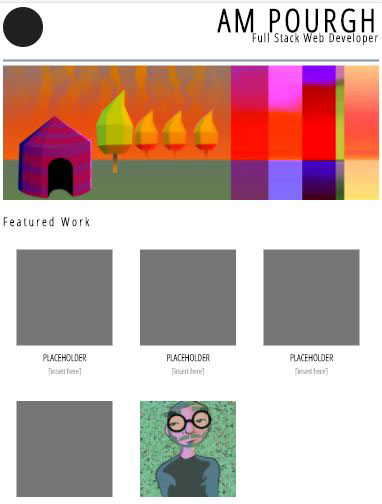 AM POURGH
Full Stack Web Developer
Featured Work
PLACEHOLDER
[insert here]
PLACEHOLDER
[insert here]
PLACEHOLDER
[insert here]